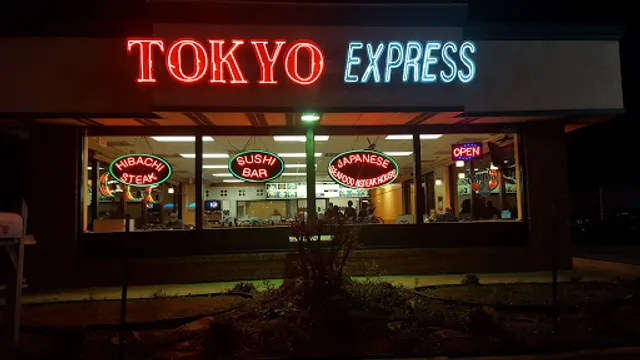 TOKYO EXPRESS
HIBACHI
STEAK
SUSHI
BAR
JAPANESE
SEAFOOD & STEAK HOUSE
OPEN